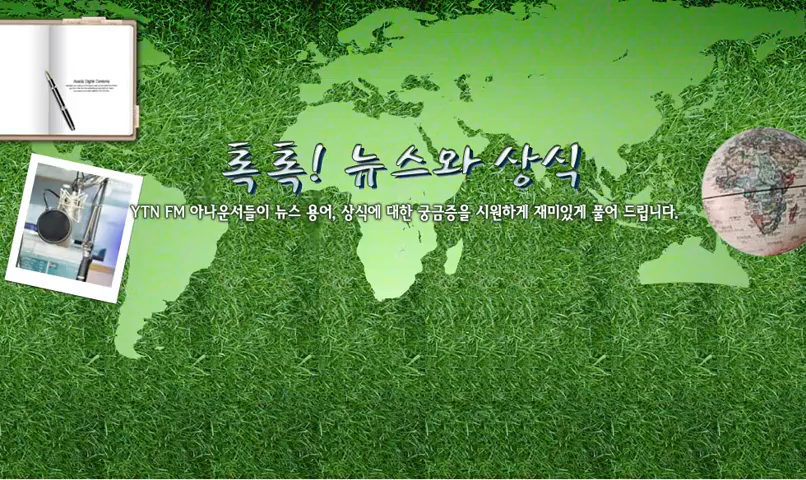 톡톡! 뉴스와 상식
YTN FM 아나운서들이 뉴스 용어, 상식에 대한 궁금증을 시원하게 재미있게 풀어 드립니다.